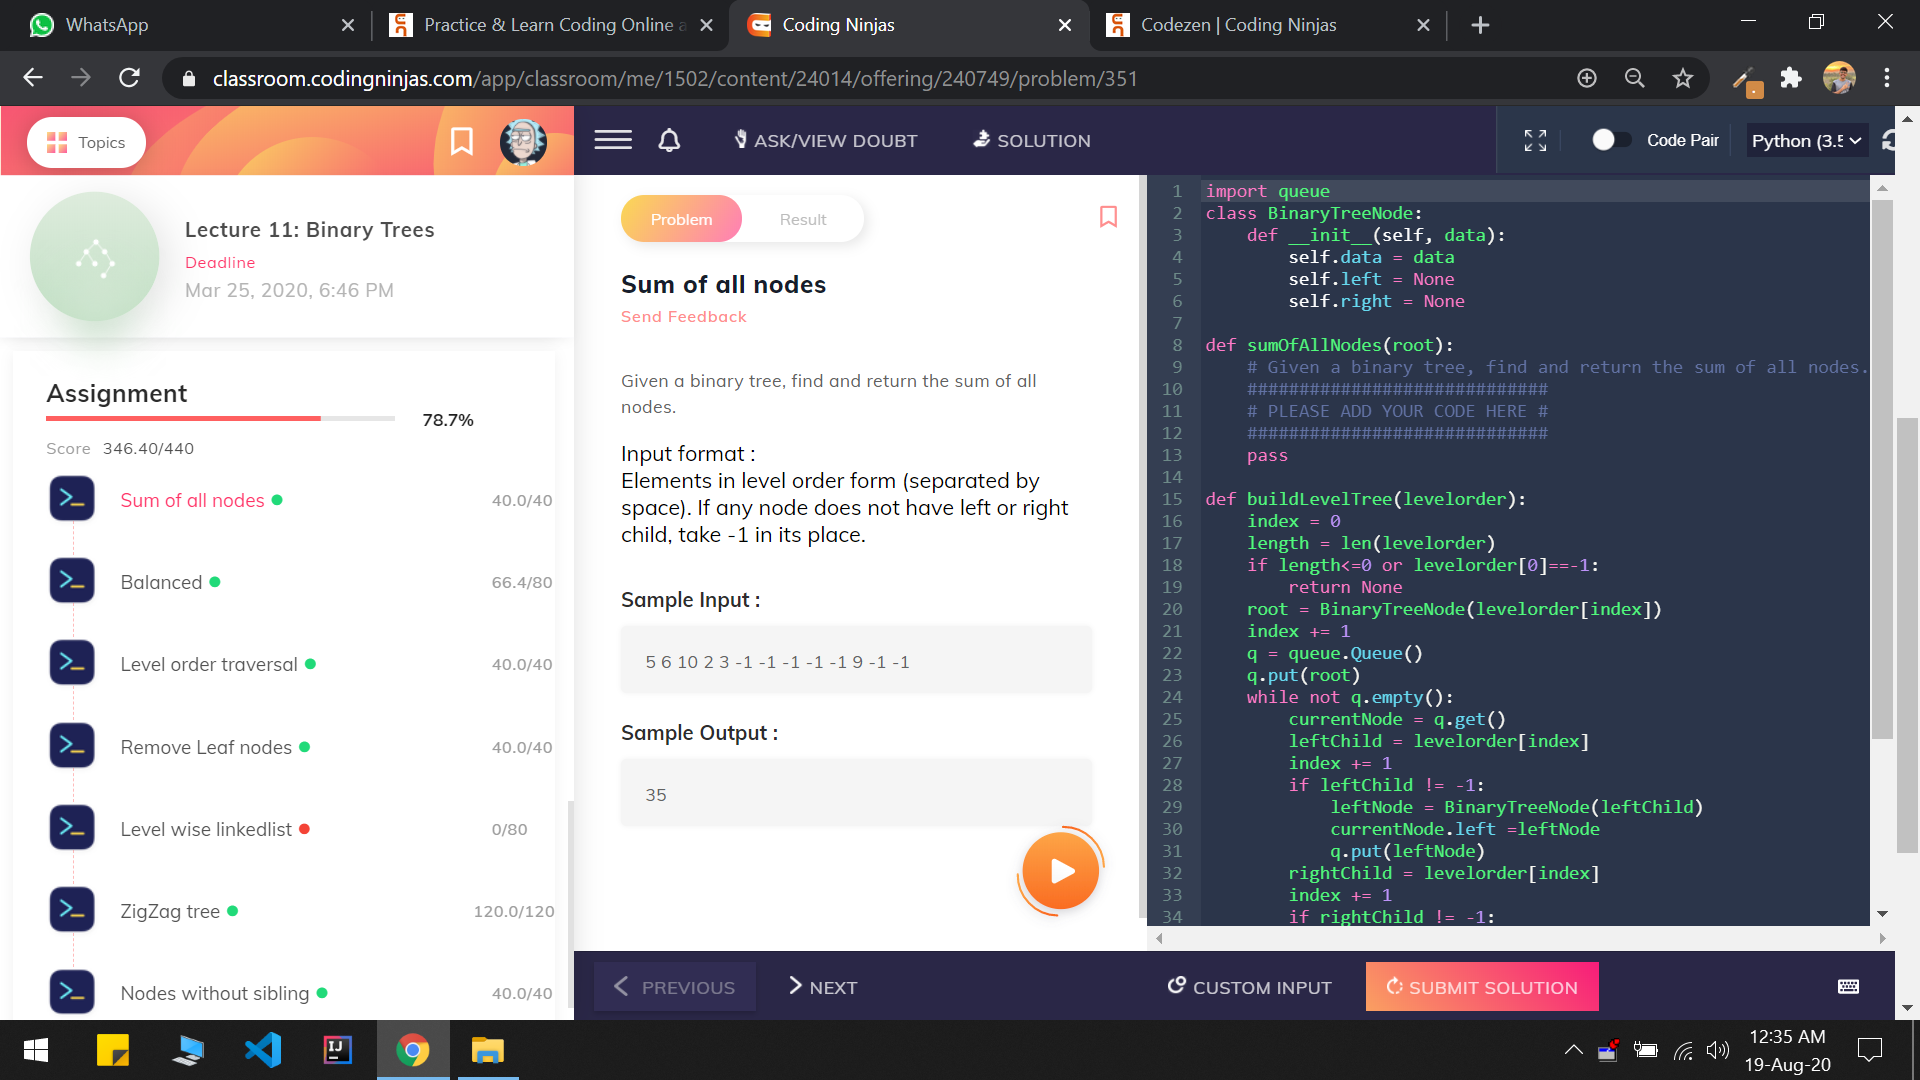 WhatsApp
Practice & Learn Coding Online a
Coding Ninjas
Codezen | Coding Ninjas
classroom.codingninjas.com/app/classroom/me/1502/content/24014/offering/240749/problem/351
Topics
ASK/VIEW DOUBT
SOLUTION
Code Pair
Python (3.5
Lecture 11: Binary Trees
Deadline
Mar 25, 2020, 6:46 PM
Assignment
78.7%
Score 346.40/440
Sum of all nodes 40.0/40
Balanced 66.4/80
Level order traversal 40.0/40
Remove Leaf nodes 40.0/40
Level wise linkedlist 0/80
ZigZag tree 120.0/120
Nodes without sibling 40.0/40
Problem
Result
Sum of all nodes
Send Feedback
Given a binary tree, find and return the sum of all
nodes.
Input format :
Elements in level order form (separated by
space). If any node does not have left or right
child, take -1 in its place.
Sample Input :
5 6 10 2 3 -1 -1 -1 -1 -1 9 -1 -1
Sample Output :
35
1 import queue
2 class BinaryTreeNode:
3     def __init__(self, data):
4         self.data = data
5         self.left = None
6         self.right = None
7
8 def sumOfAllNodes(root):
9     # Given a binary tree, find and return the sum of all nodes.
10     #############################
11     # PLEASE ADD YOUR CODE HERE #
12     #############################
13     pass
14
15 def buildLevelTree(levelorder):
16     index = 0
17     length = len(levelorder)
18     if length<=0 or levelorder[0]==-1:
19         return None
20     root = BinaryTreeNode(levelorder[index])
21     index += 1
22     q = queue.Queue()
23     q.put(root)
24     while not q.empty():
25         currentNode = q.get()
26         leftChild = levelorder[index]
27         index += 1
28         if leftChild != -1:
29             leftNode = BinaryTreeNode(leftChild)
30             currentNode.left =leftNode
31             q.put(leftNode)
32         rightChild = levelorder[index]
33         index += 1
34         if rightChild != -1:
PREVIOUS
NEXT
CUSTOM INPUT
SUBMIT SOLUTION
IJ
12:35 AM
19-Aug-20